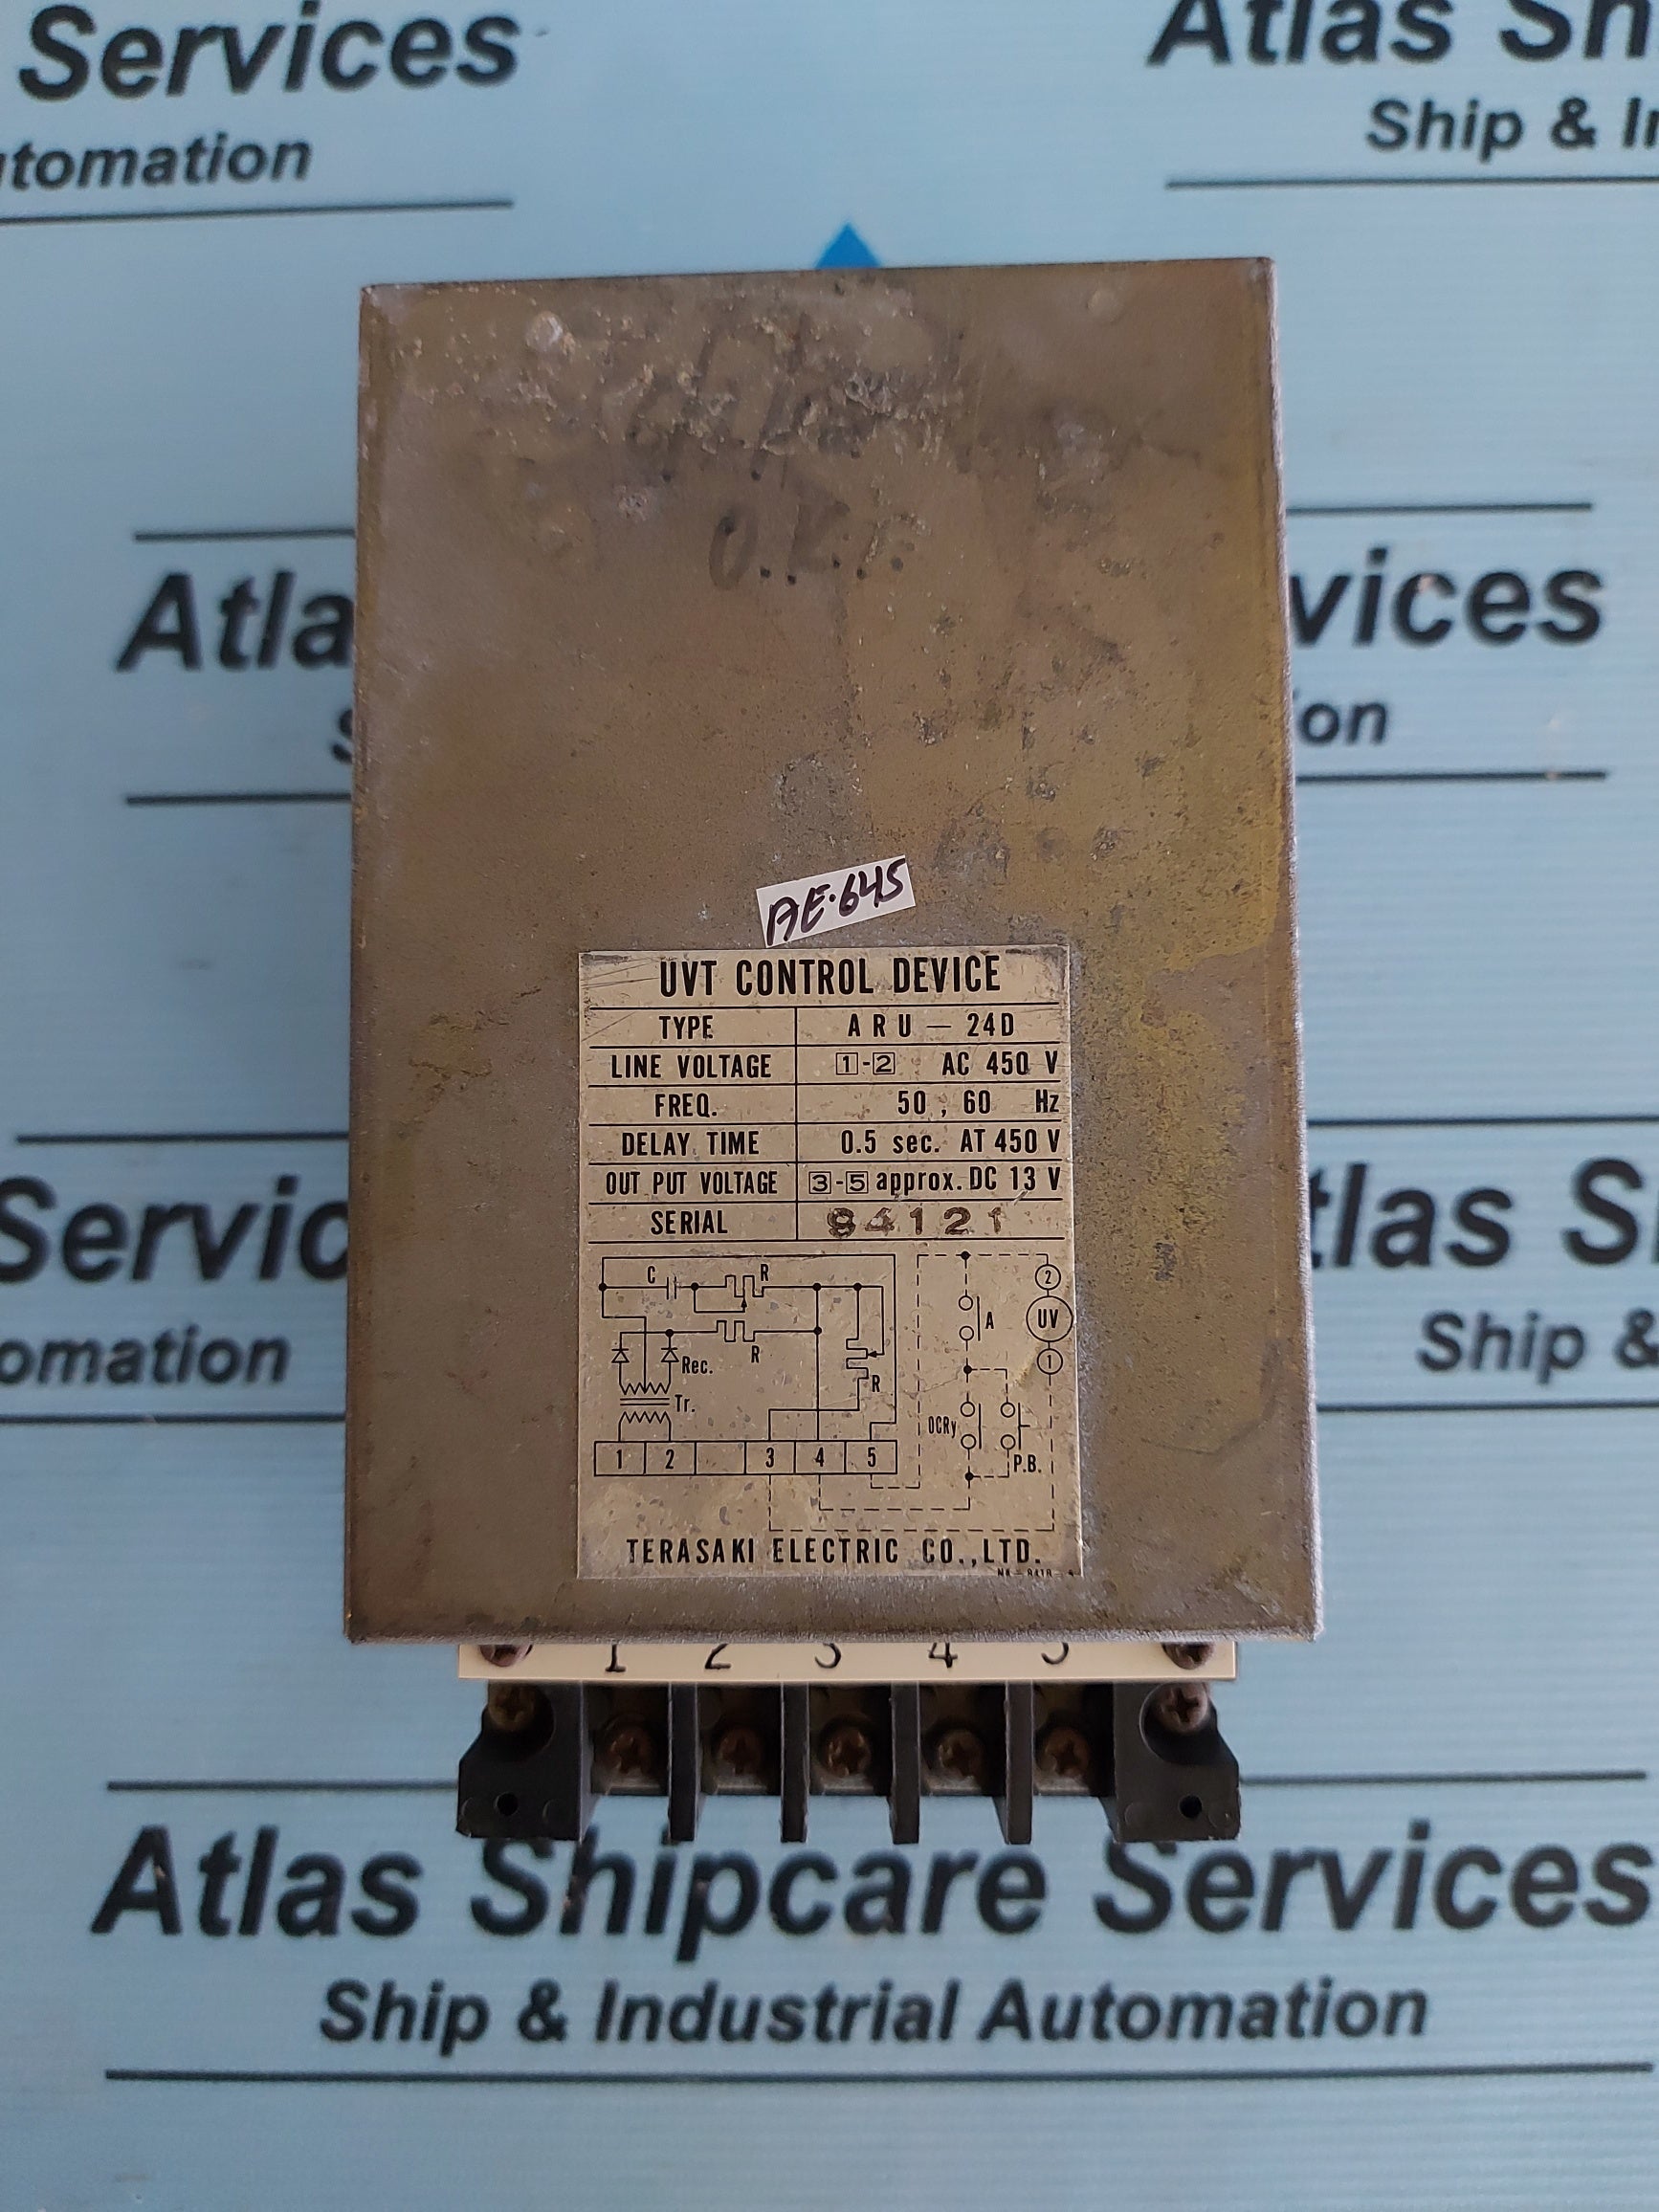 Services
Atlas Sh
utomation
Ship & In
O.K.
Atla
vices
S
on
AE-645
UVT CONTROL DEVICE
TYPE ARU — 24D
LINE VOLTAGE 1-2 AC 450 V
FREQ. 50 , 60 Hz
DELAY TIME 0.5 sec. AT 450 V
OUT PUT VOLTAGE 3-5 approx. DC 13 V
SERIAL 84121
C R
2
A
UV
R
Rec.
1
R
Tr.
OCRy
1 2 3 4 5
P.B.
TERASAKI ELECTRIC CO.,LTD.
Servic
tlas S
omation
Ship &
1 2 3 4 5
Atlas Shipcare Services
Ship & Industrial Automation